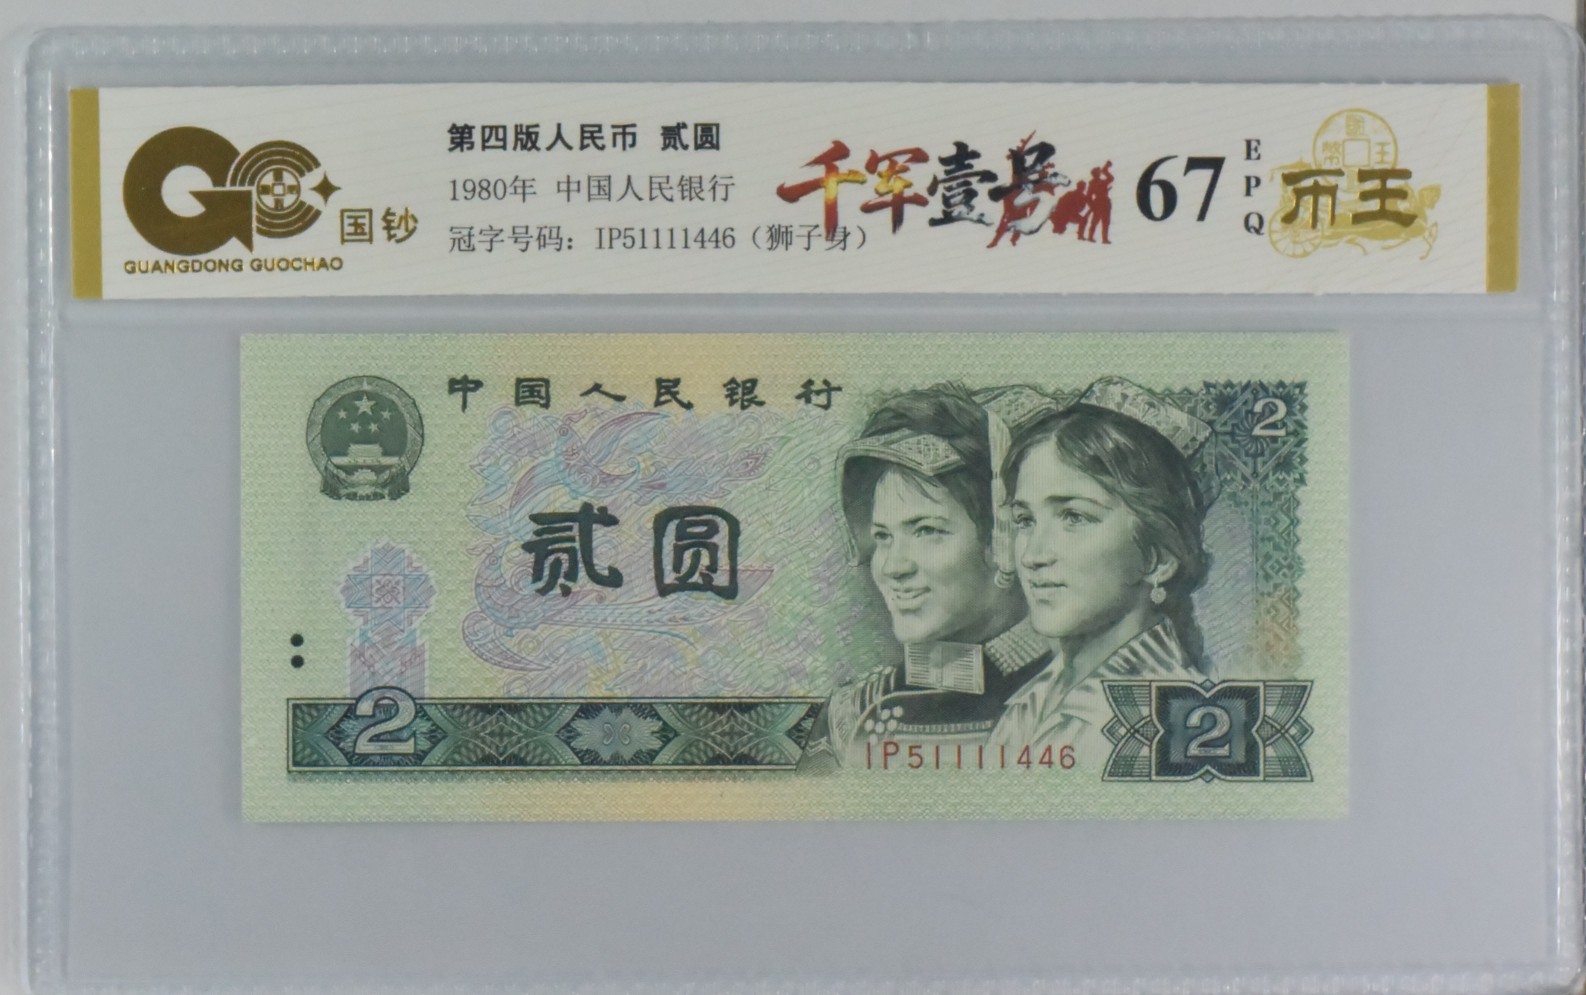 GC
国钞
GUANGDONG GUOCHAO
第四版人民币 贰圆
1980年 中国人民银行
冠字号码：IP51111446（狮子身）
千军壹号
67
EPQ
币王
中国人民银行
2
贰圆
2
IP51111446
2